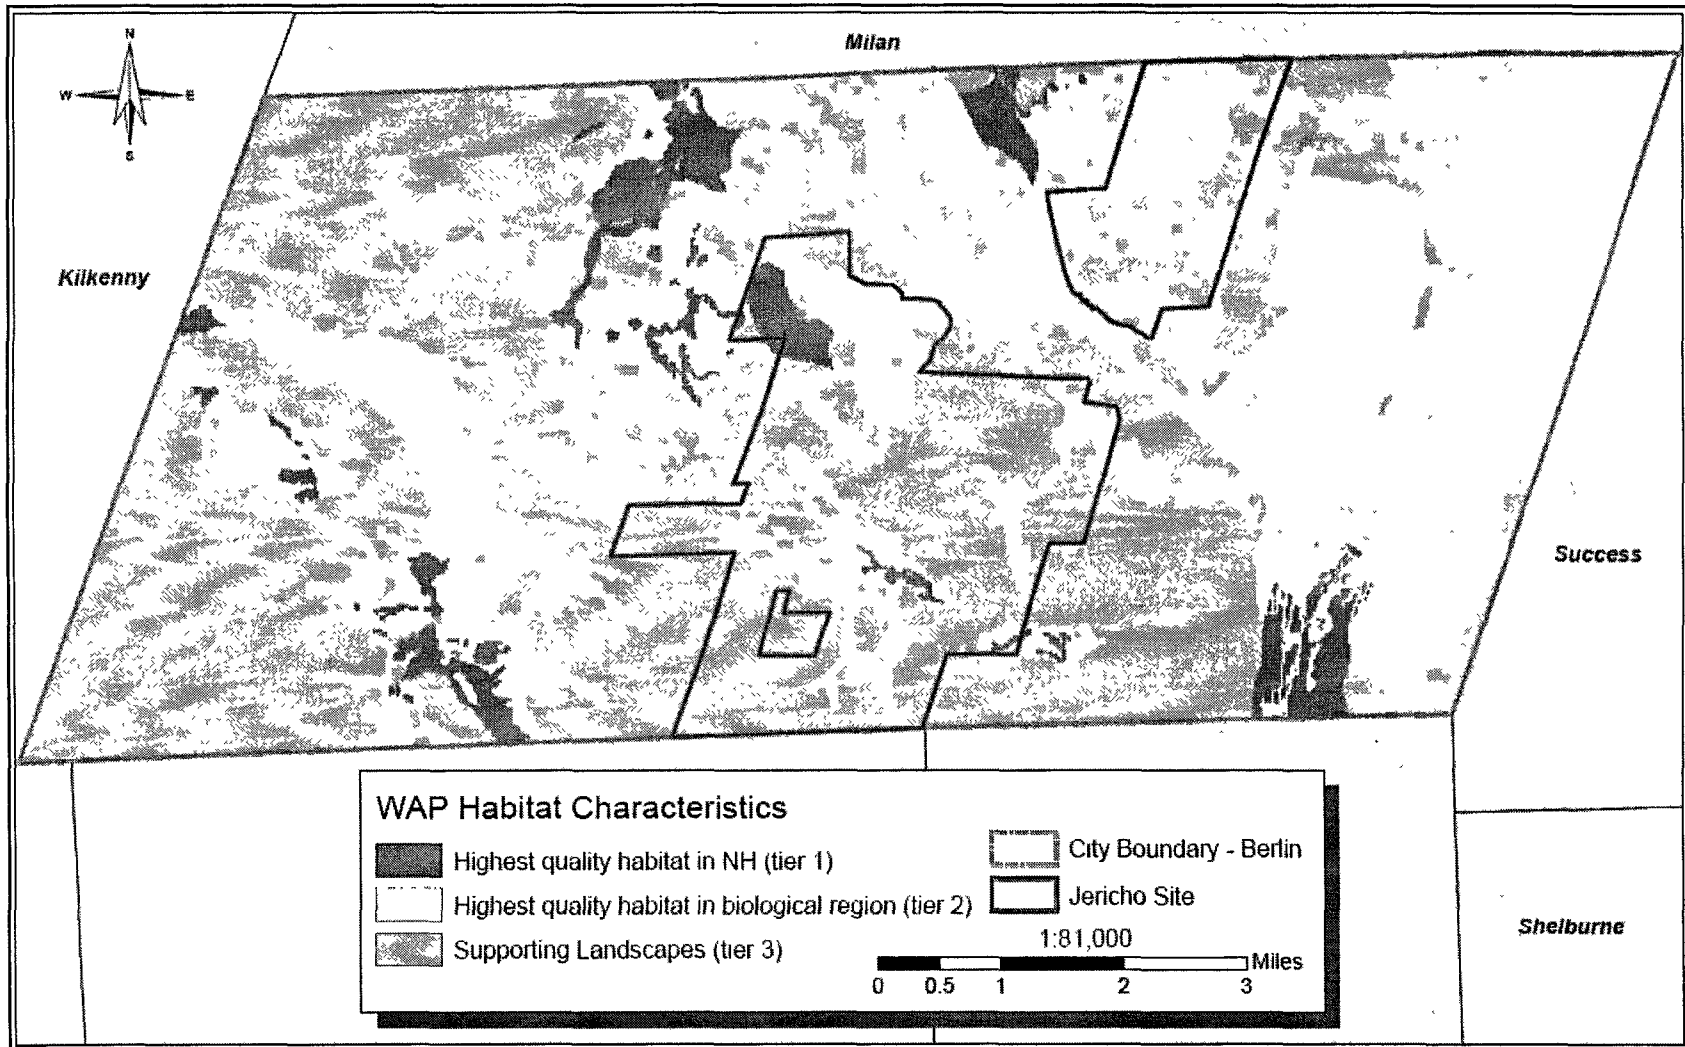 N
Milan
W
E
S
Kilkenny
Success
WAP Habitat Characteristics
Highest quality habitat in NH (tier 1)
Highest quality habitat in biological region (tier 2)
Supporting Landscapes (tier 3)
City Boundary - Berlin
Jericho Site
1:81,000
Miles
0 0.5 1 2 3
Shelburne